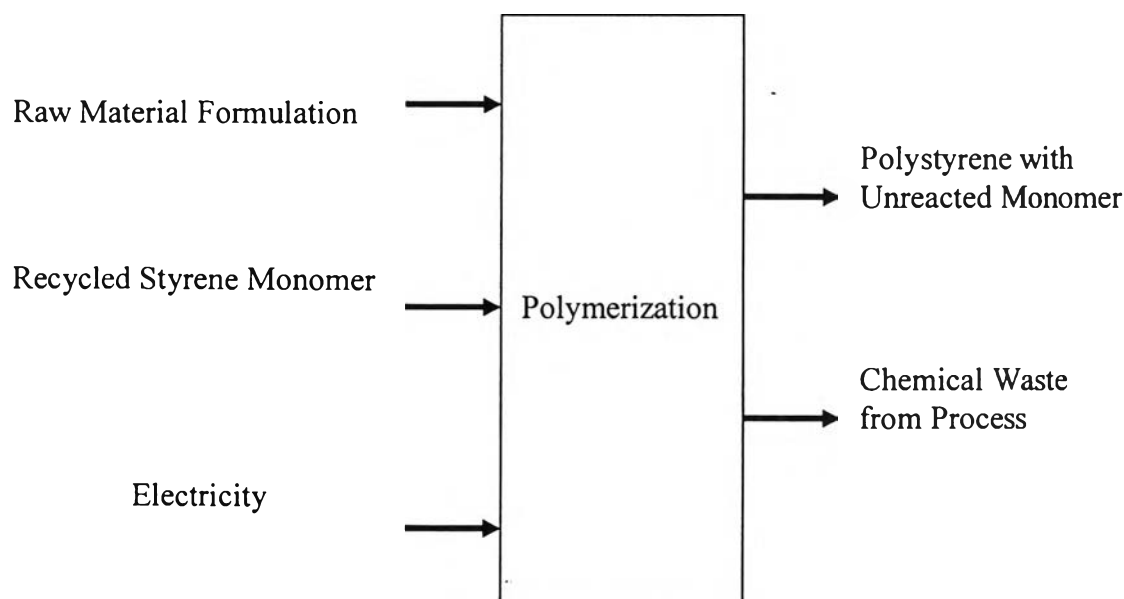 Raw Material Formulation
Recycled Styrene Monomer
Electricity
Polymerization
Polystyrene with
Unreacted Monomer
Chemical Waste
from Process